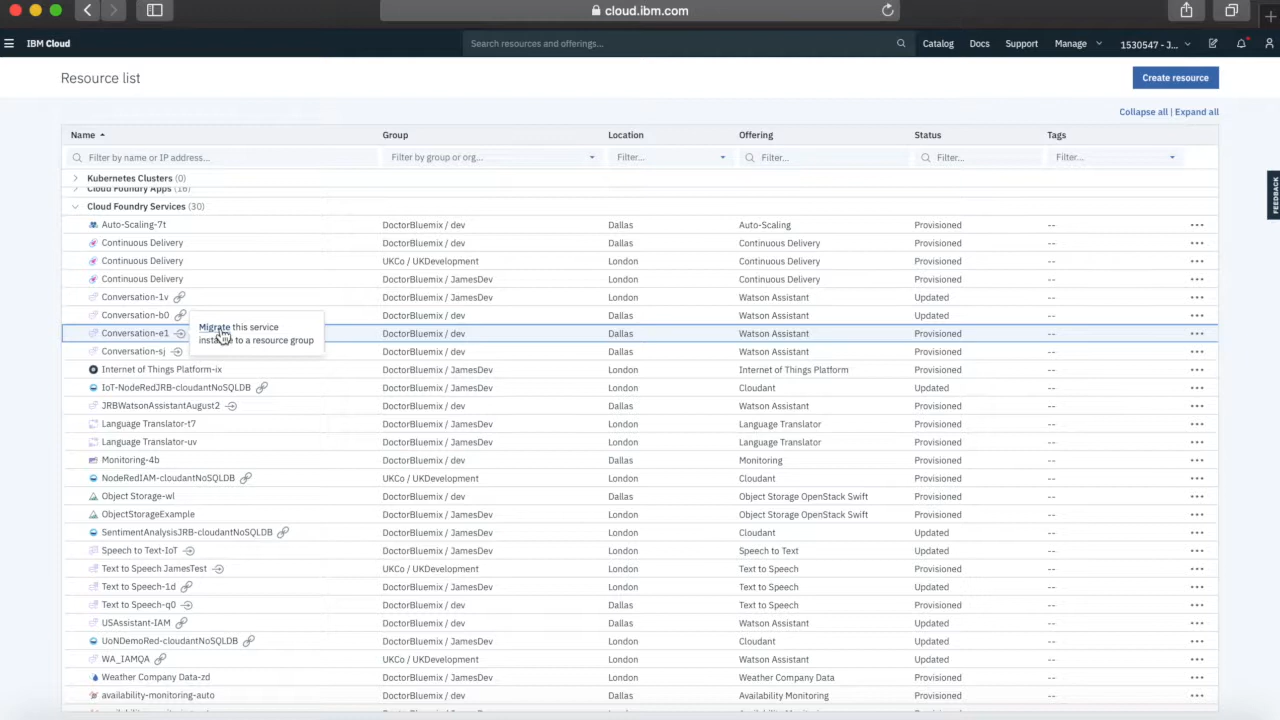 cloud.ibm.com
IBM Cloud Search resources and offerings... Catalog Docs Support Manage 1530547 - J...
Resource list Create resource
Collapse all | Expand all
Name Group Location Offering Status Tags
Filter by name or IP address... Filter by group or org... Filter... Filter... Filter... Filter...
Kubernetes Clusters (0)
Cloud Foundry Apps (16)
Cloud Foundry Services (30)
Auto-Scaling-7t DoctorBluemix / dev Dallas Auto-Scaling Provisioned -- ...
Continuous Delivery DoctorBluemix / dev Dallas Continuous Delivery Provisioned -- ...
Continuous Delivery UKCo / UKDevelopment London Continuous Delivery Provisioned -- ...
Continuous Delivery DoctorBluemix / JamesDev London Continuous Delivery Provisioned -- ...
Conversation-1v DoctorBluemix / JamesDev London Watson Assistant Updated -- ...
Conversation-b0 DoctorBluemix / dev Dallas Watson Assistant Updated -- ...
Conversation-e1 DoctorBluemix / dev Dallas Watson Assistant Provisioned -- ...
Migrate this service
to a resource group
Conversation-sj DoctorBluemix / dev Dallas Watson Assistant Provisioned -- ...
Internet of Things Platform-ix DoctorBluemix / dev Dallas Internet of Things Platform Provisioned -- ...
IoT-NodeRedJRB-cloudantNoSQLDB DoctorBluemix / JamesDev London Cloudant Updated -- ...
JRBWatsonAssistantAugust2 DoctorBluemix / dev Dallas Watson Assistant Provisioned -- ...
Language Translator-t7 DoctorBluemix / JamesDev London Language Translator Provisioned -- ...
Language Translator-uv DoctorBluemix / JamesDev London Language Translator Provisioned -- ...
Monitoring-4b DoctorBluemix / dev Dallas Monitoring Provisioned -- ...
NodeRedIAM-cloudantNoSQLDB UKCo / UKDevelopment London Cloudant Provisioned -- ...
Object Storage-wl DoctorBluemix / dev Dallas Object Storage OpenStack Swift Provisioned -- ...
ObjectStorageExample DoctorBluemix / JamesDev London Object Storage OpenStack Swift Provisioned -- ...
SentimentAnalysisJRB-cloudantNoSQLDB DoctorBluemix / JamesDev London Cloudant Updated -- ...
Speech to Text-IoT DoctorBluemix / JamesDev London Speech to Text Updated -- ...
Text to Speech JamesTest UKCo / UKDevelopment London Text to Speech Provisioned -- ...
Text to Speech-1d DoctorBluemix / JamesDev London Text to Speech Updated -- ...
Text to Speech-q0 DoctorBluemix / dev Dallas Text to Speech Provisioned -- ...
USAssistant-IAM DoctorBluemix / dev Dallas Watson Assistant Updated -- ...
UoNDemoRed-cloudantNoSQLDB DoctorBluemix / JamesDev London Cloudant Updated -- ...
WA_IAMQA UKCo / UKDevelopment London Watson Assistant Updated -- ...
Weather Company Data-zd DoctorBluemix / JamesDev London Weather Company Data Provisioned -- ...
availability-monitoring-auto DoctorBluemix / dev Dallas Availability Monitoring Provisioned -- ...
FEEDBACK